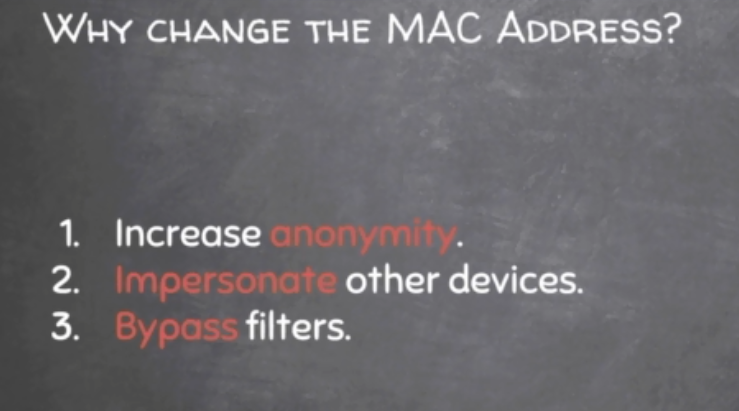 WHY CHANGE THE MAC ADDRESS?
1. Increase anonymity.
2. Impersonate other devices.
3. Bypass filters.